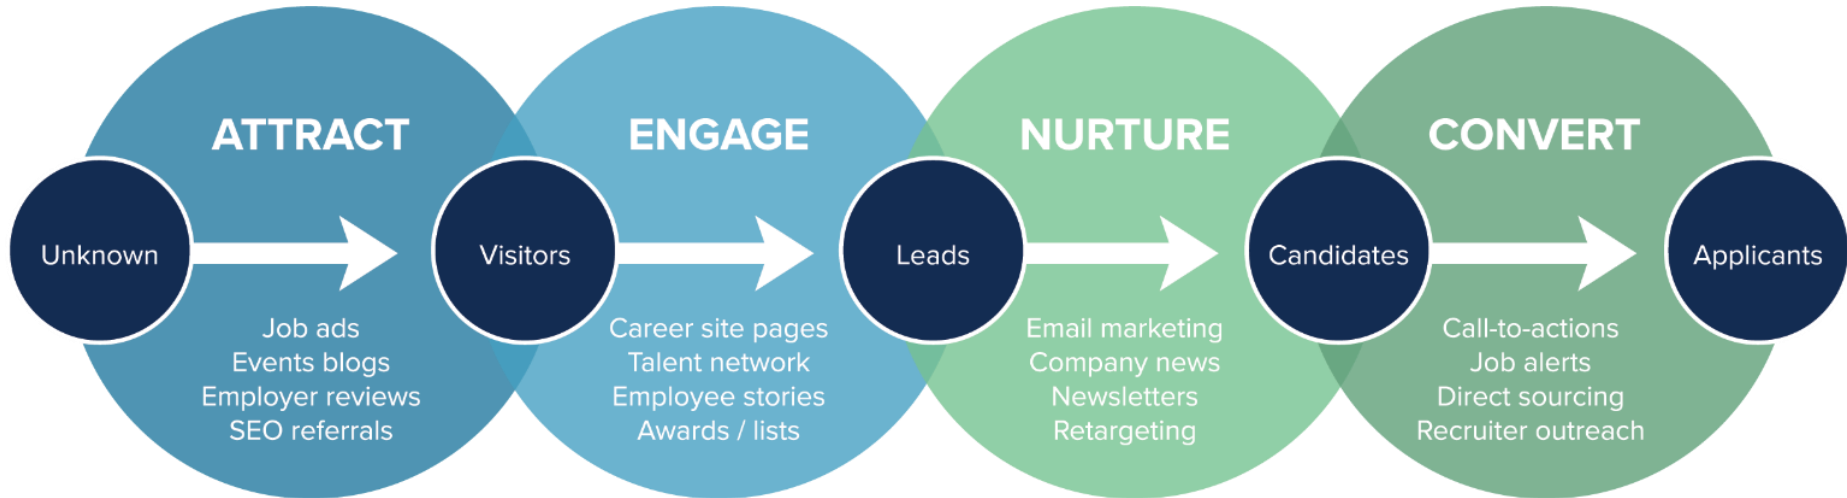 ATTRACT
ENGAGE
NURTURE
CONVERT
Unknown
Visitors
Leads
Candidates
Applicants
Job ads
Events blogs
Employer reviews
SEO referrals
Career site pages
Talent network
Employee stories
Awards / lists
Email marketing
Company news
Newsletters
Retargeting
Call-to-actions
Job alerts
Direct sourcing
Recruiter outreach